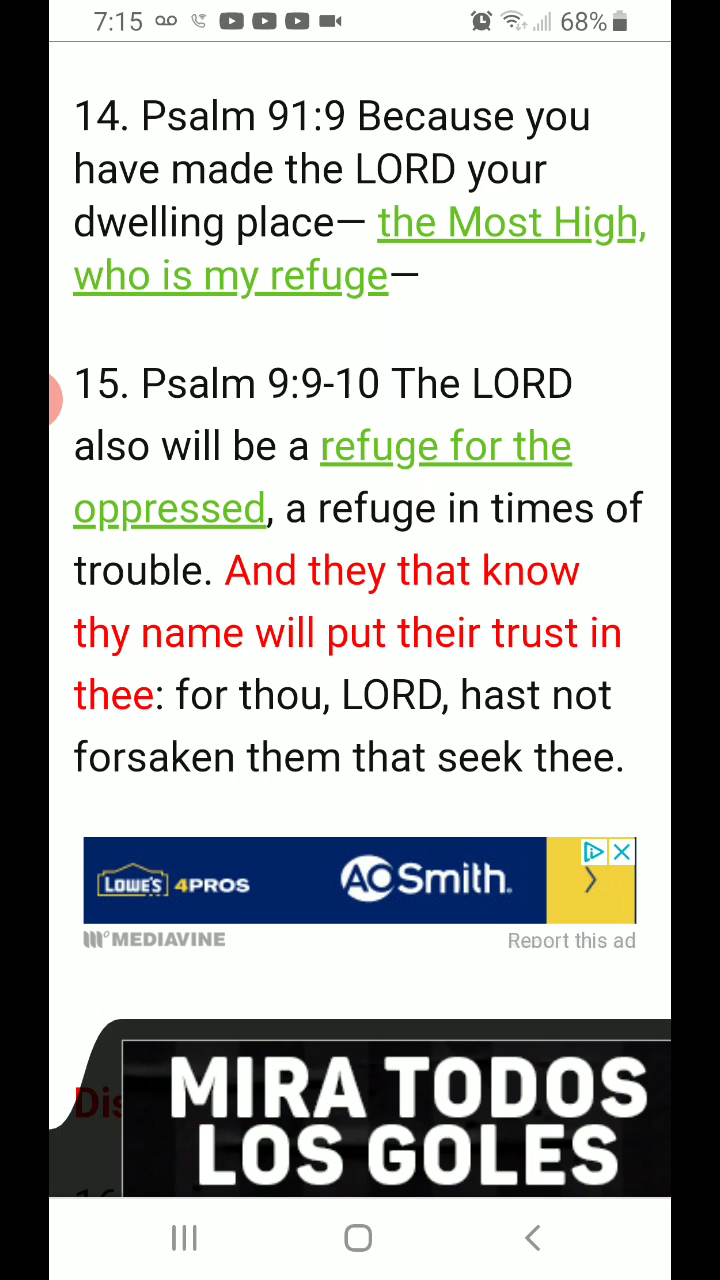 7:15 68%
14. Psalm 91:9 Because you
have made the LORD your
dwelling place— the Most High,
who is my refuge—
15. Psalm 9:9-10 The LORD
also will be a refuge for the
oppressed, a refuge in times of
trouble. And they that know
thy name will put their trust in
thee: for thou, LORD, hast not
forsaken them that seek thee.
LOWE'S 4PROS AO Smith.
MEDIAVINE Report this ad
MIRA TODOS
LOS GOLES